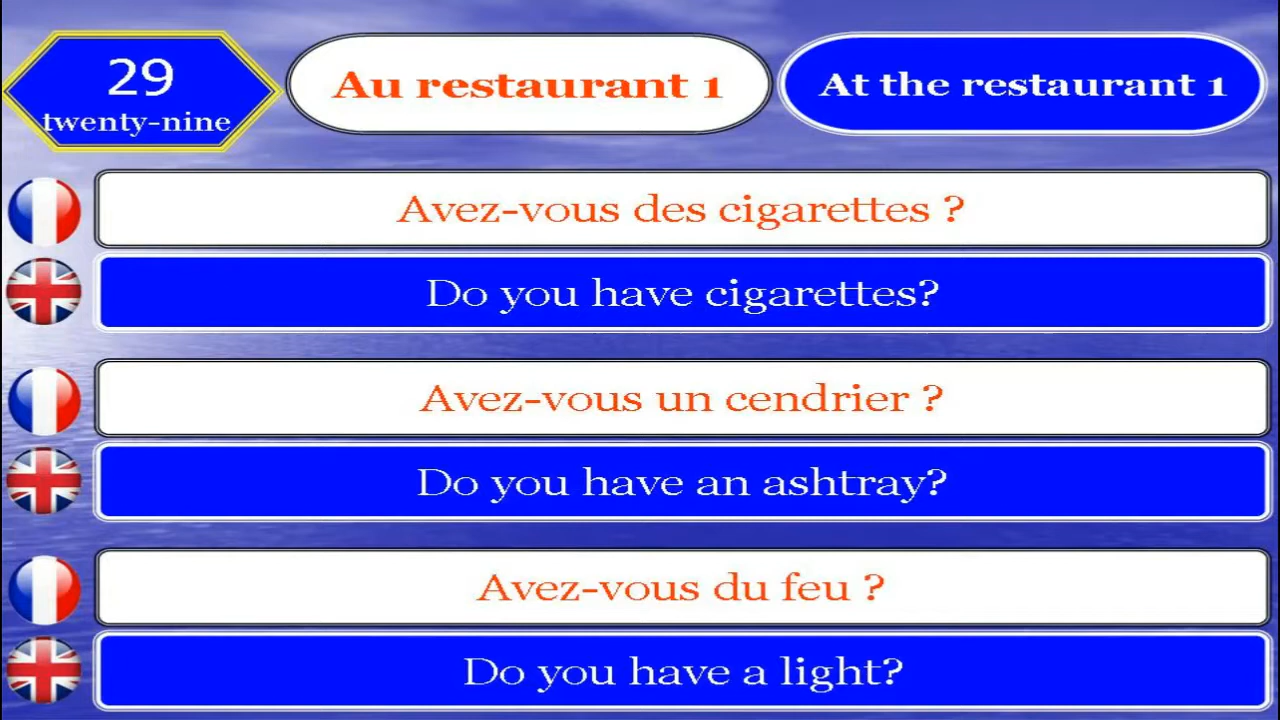 29
twenty-nine
Au restaurant 1
At the restaurant 1
Avez-vous des cigarettes ?
Do you have cigarettes?
Avez-vous un cendrier ?
Do you have an ashtray?
Avez-vous du feu ?
Do you have a light?